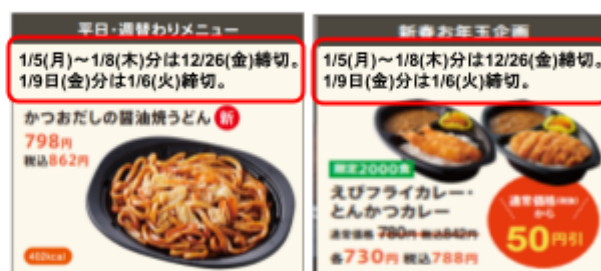 平日・週替わりメニュー
1/5(月)～1/8(木)分は12/26(金)締切。
1/9日(金)分は1/6(火)締切。
かつおだしの醤油焼うどん 新
798円
税込862円
402kcal
新春お年玉企画
1/5(月)～1/8(木)分は12/26(金)締切。
1/9日(金)分は1/6(火)締切。
限定2000食
えびフライカレー・
とんかつカレー
通常価格 780円 税込842円
各730円 税込788円
通常価格(税抜)
から
50円引